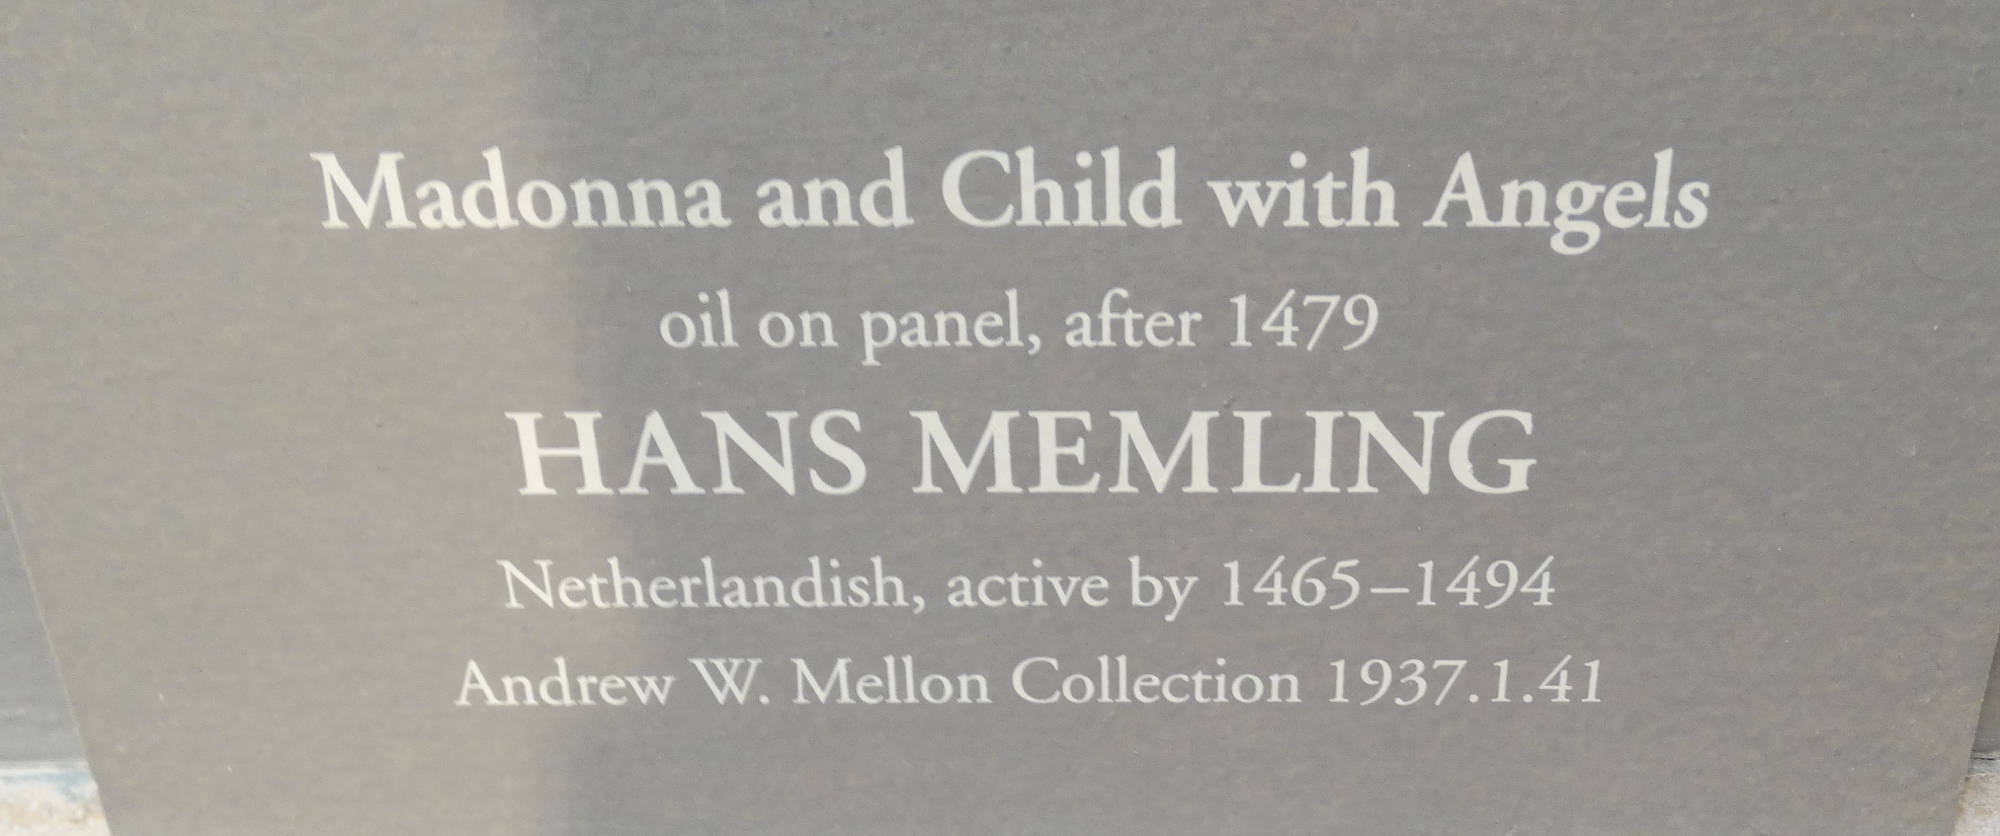 Madonna and Child with Angels
oil on panel, after 1479
HANS MEMLING
Netherlandish, active by 1465–1494
Andrew W. Mellon Collection 1937.1.41